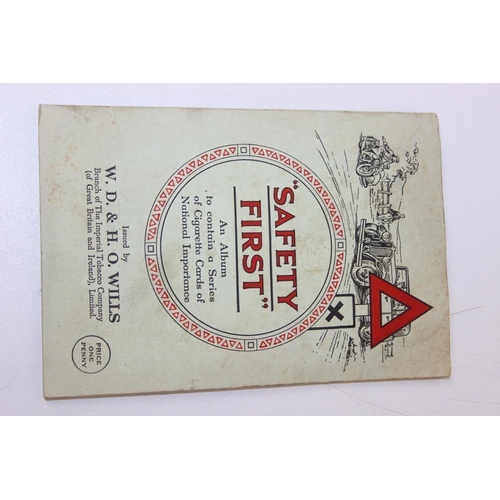 "SAFETY
FIRST"
An Album
to contain a Series
of Cigarette Cards of
National Importance
Issued by
W. D. & H. O. WILLS
Branch of The Imperial Tobacco Company
(of Great Britain and Ireland), Limited.
PRICE
ONE
PENNY